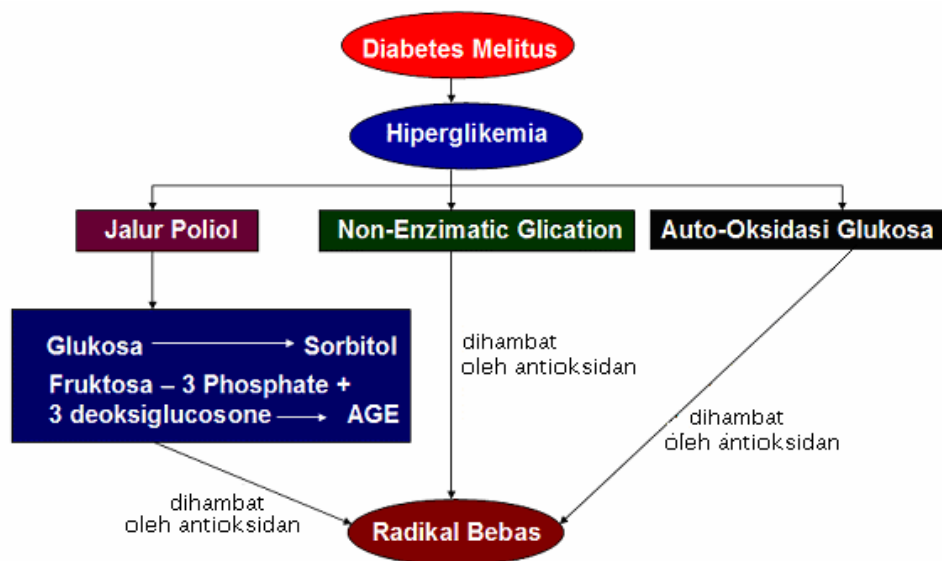 Diabetes Melitus
Hiperglikemia
Jalur Poliol
Non-Enzimatic Glication
Auto-Oksidasi Glukosa
Glukosa Sorbitol
Fruktosa – 3 Phosphate +
3 deoksiglucosone AGE
dihambat
oleh antioksidan
dihambat
oleh antioksidan
dihambat
oleh antioksidan
Radikal Bebas